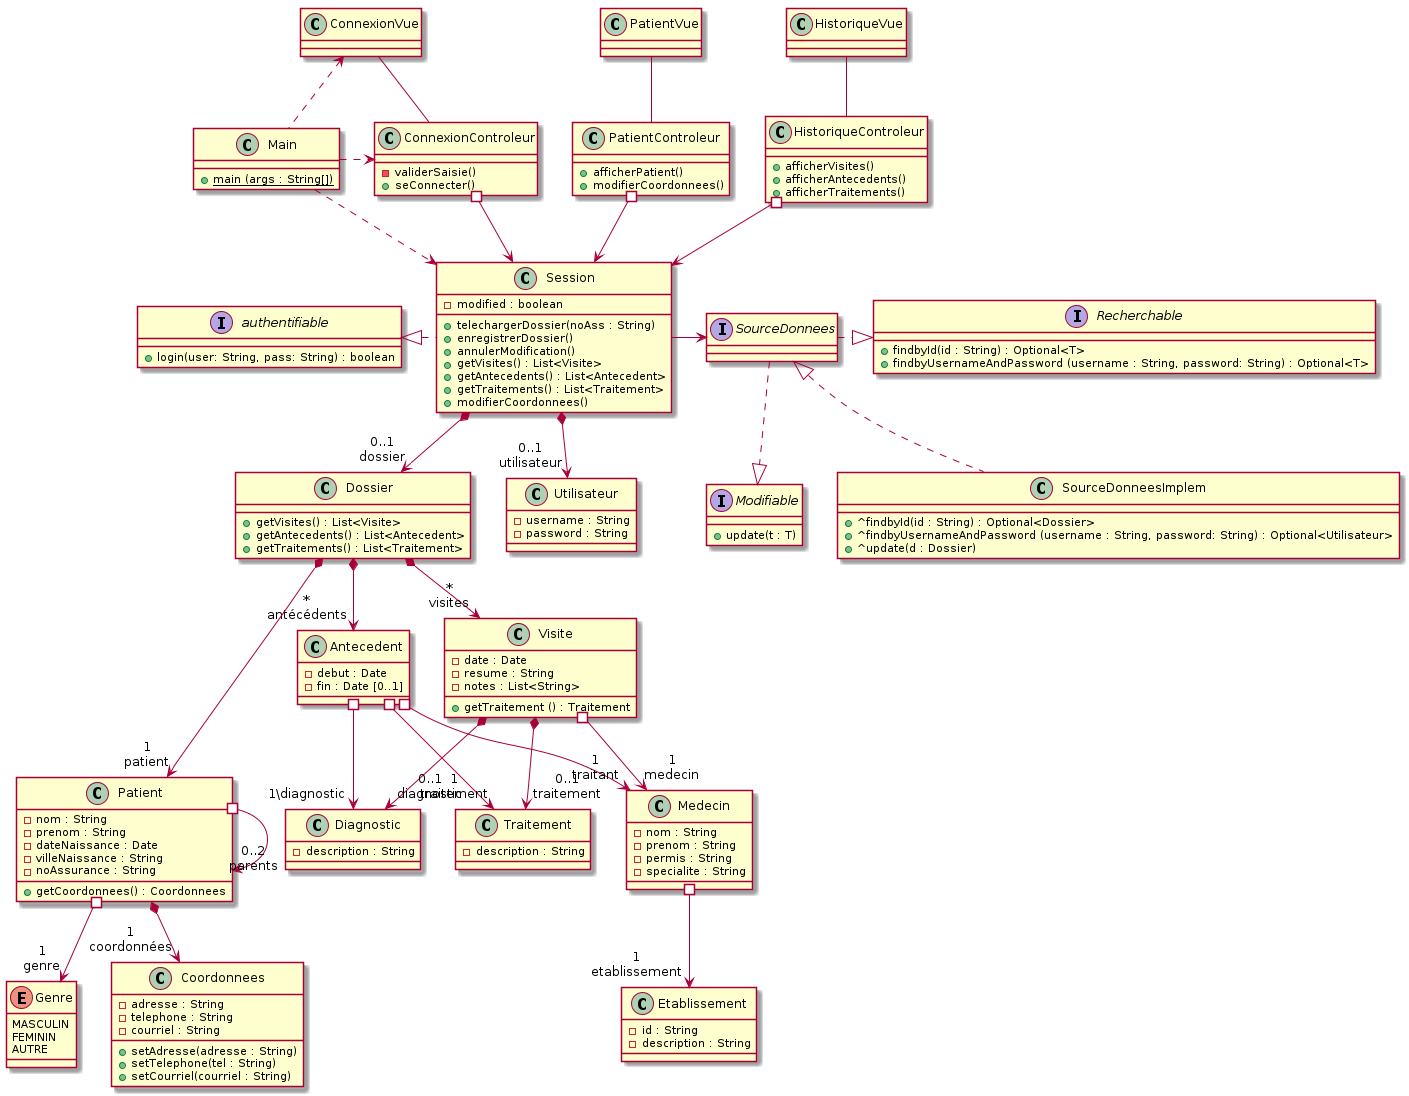 C ConnexionVue
C PatientVue
C HistoriqueVue
C Main
main (args : String[])
C ConnexionControleur
validerSaisie()
seConnecter()
C PatientControleur
afficherPatient()
modifierCoordonnees()
C HistoriqueControleur
afficherVisites()
afficherAntecedents()
afficherTraitements()
I authentifiable
login(user: String, pass: String) : boolean
C Session
modified : boolean
telechargerDossier(noAss : String)
enregistrerDossier()
annulerModification()
getVisites() : List<Visite>
getAntecedents() : List<Antecedent>
getTraitements() : List<Traitement>
modifierCoordonnees()
I SourceDonnees
I Recherchable
findbyId(id : String) : Optional<T>
findbyUsernameAndPassword (username : String, password: String) : Optional<T>
0..1
dossier
0..1
utilisateur
C Dossier
getVisites() : List<Visite>
getAntecedents() : List<Antecedent>
getTraitements() : List<Traitement>
C Utilisateur
username : String
password : String
I Modifiable
update(t : T)
C SourceDonneesImplem
^findbyId(id : String) : Optional<Dossier>
^findbyUsernameAndPassword (username : String, password: String) : Optional<Utilisateur>
^update(d : Dossier)
*
antécédents
*
visites
C Antecedent
debut : Date
fin : Date [0..1]
C Visite
date : Date
resume : String
notes : List<String>
getTraitement () : Traitement
1
patient
1\diagnostic
0..1
diagnostic
1
traitement
0..1
traitement
1
traitant
1
medecin
C Patient
nom : String
prenom : String
dateNaissance : Date
villeNaissance : String
noAssurance : String
getCoordonnees() : Coordonnees
0..2
parents
C Diagnostic
description : String
C Traitement
description : String
C Medecin
nom : String
prenom : String
permis : String
specialite : String
1
genre
1
coordonnées
1
etablissement
E Genre
MASCULIN
FEMININ
AUTRE
C Coordonnees
adresse : String
telephone : String
courriel : String
setAdresse(adresse : String)
setTelephone(tel : String)
setCourriel(courriel : String)
C Etablissement
id : String
description : String